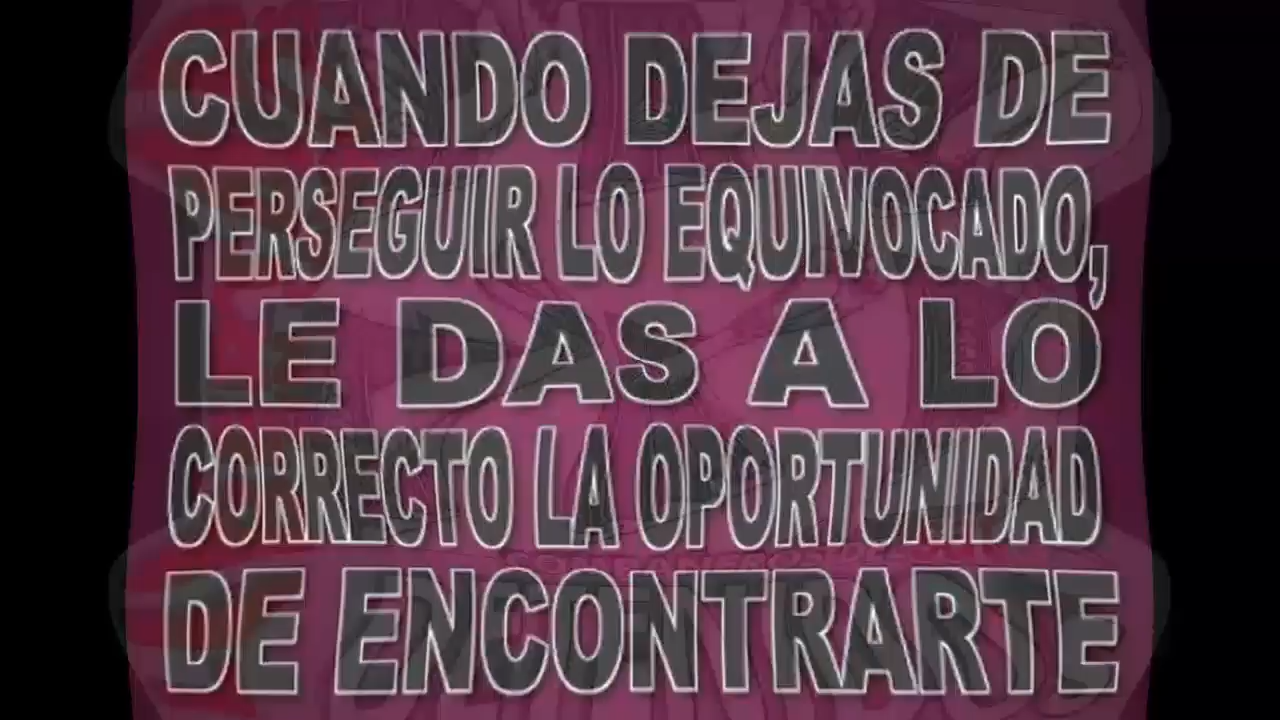 CUANDO DEJAS DE
PERSEGUIR LO EQUIVOCADO,
LE DAS A LO
CORRECTO LA OPORTUNIDAD
DE ENCONTRARTE